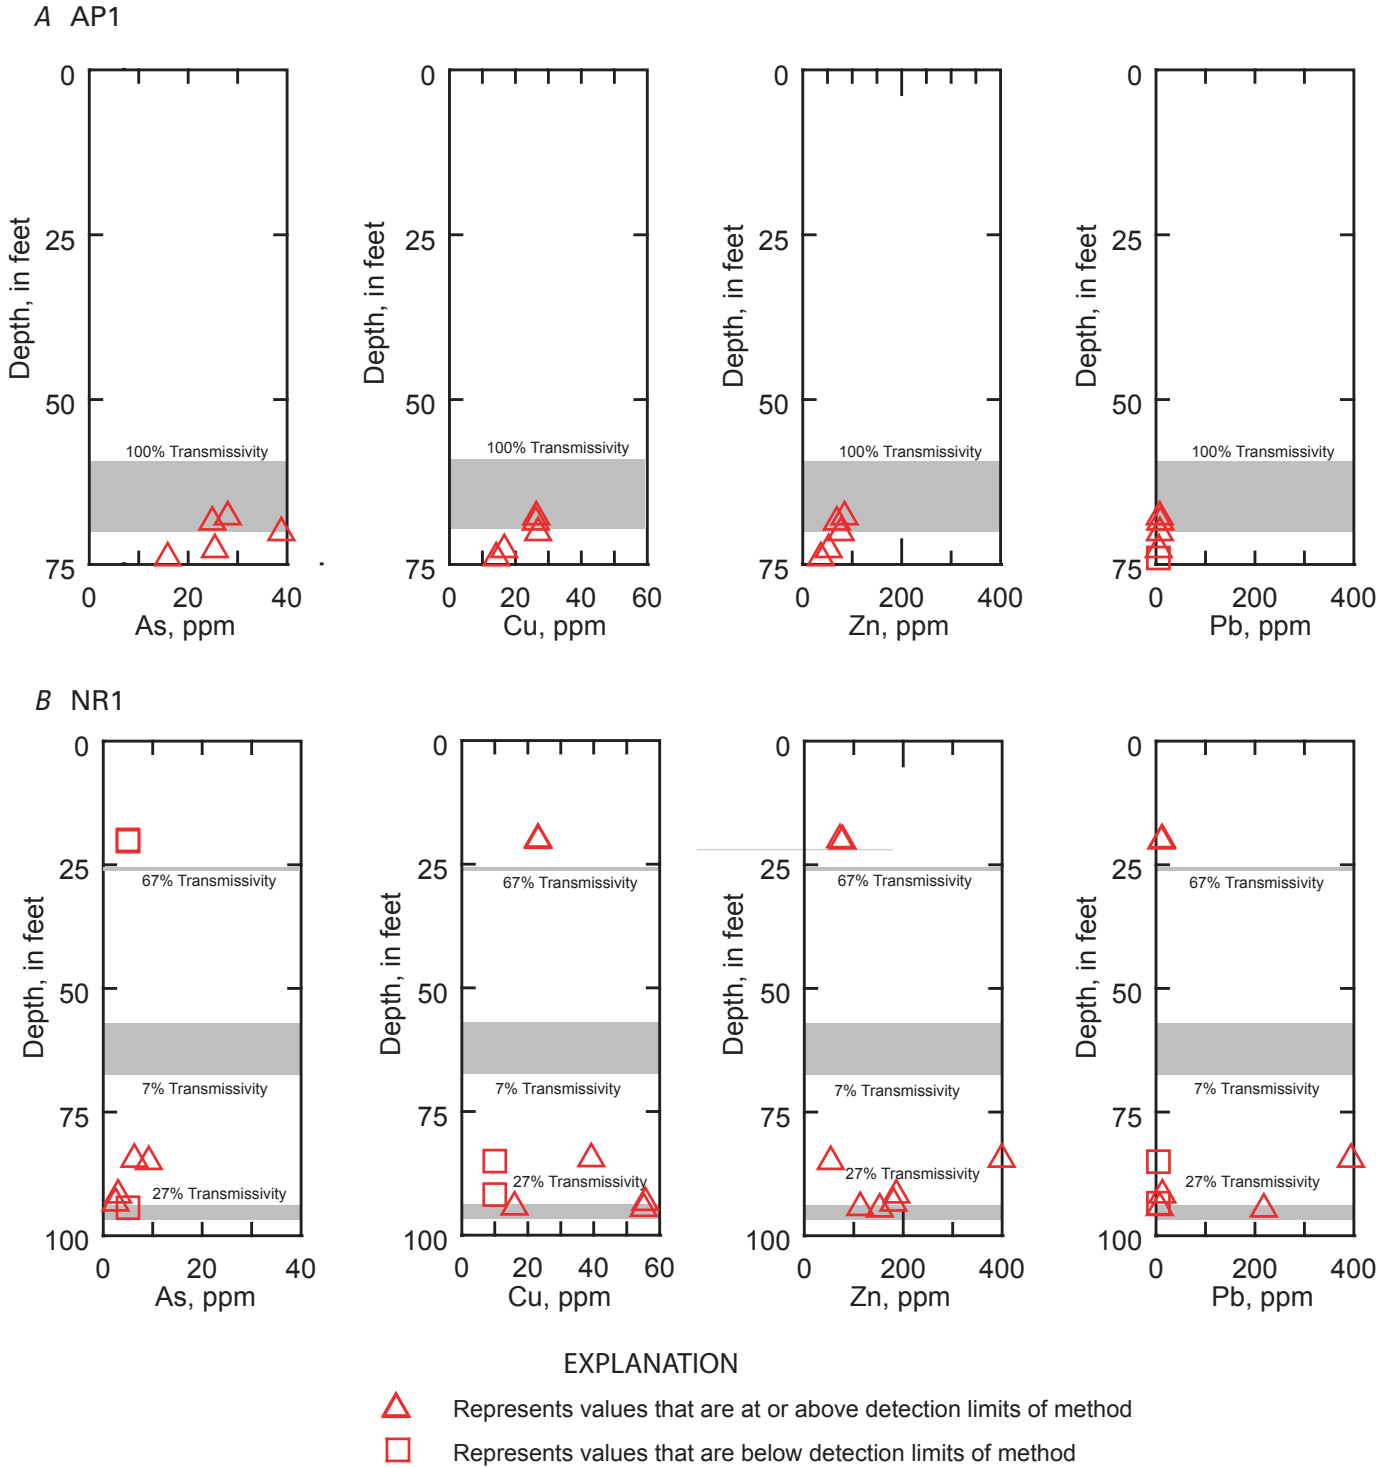 A AP1
0 0 0 0
25 25 25 25
50 50 50 50
75 75 75 75
Depth, in feet Depth, in feet Depth, in feet Depth, in feet
100% Transmissivity 100% Transmissivity 100% Transmissivity 100% Transmissivity
0 20 40 0 20 40 60 0 200 400 0 200 400
As, ppm Cu, ppm Zn, ppm Pb, ppm
B NR1
0 0 0 0
25 25 25 25
67% Transmissivity 67% Transmissivity 67% Transmissivity 67% Transmissivity
50 50 50 50
Depth, in feet Depth, in feet Depth, in feet Depth, in feet
7% Transmissivity 7% Transmissivity 7% Transmissivity 7% Transmissivity
75 75 75 75
27% Transmissivity 27% Transmissivity 27% Transmissivity 27% Transmissivity
100 100 100 100
0 20 40 0 20 40 60 0 200 400 0 200 400
As, ppm Cu, ppm Zn, ppm Pb, ppm
EXPLANATION
Represents values that are at or above detection limits of method
Represents values that are below detection limits of method